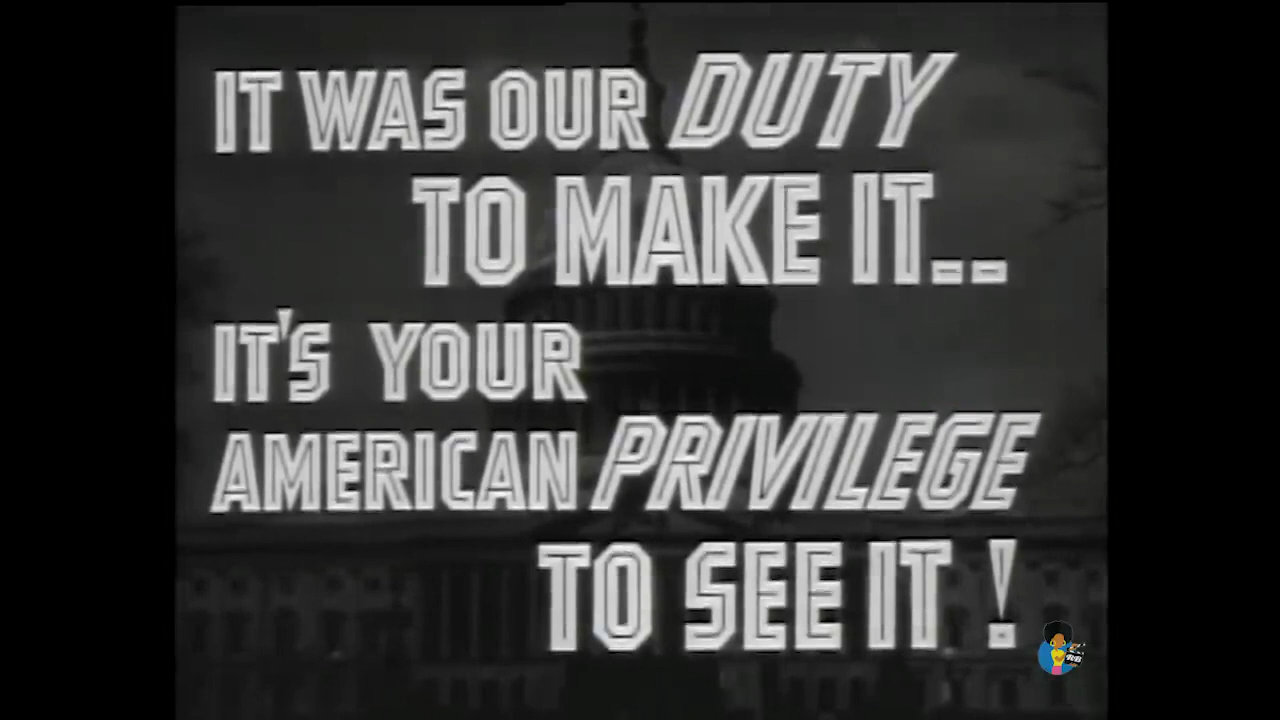 IT WAS OUR DUTY
TO MAKE IT..
IT'S YOUR
AMERICAN PRIVILEGE
TO SEE IT!